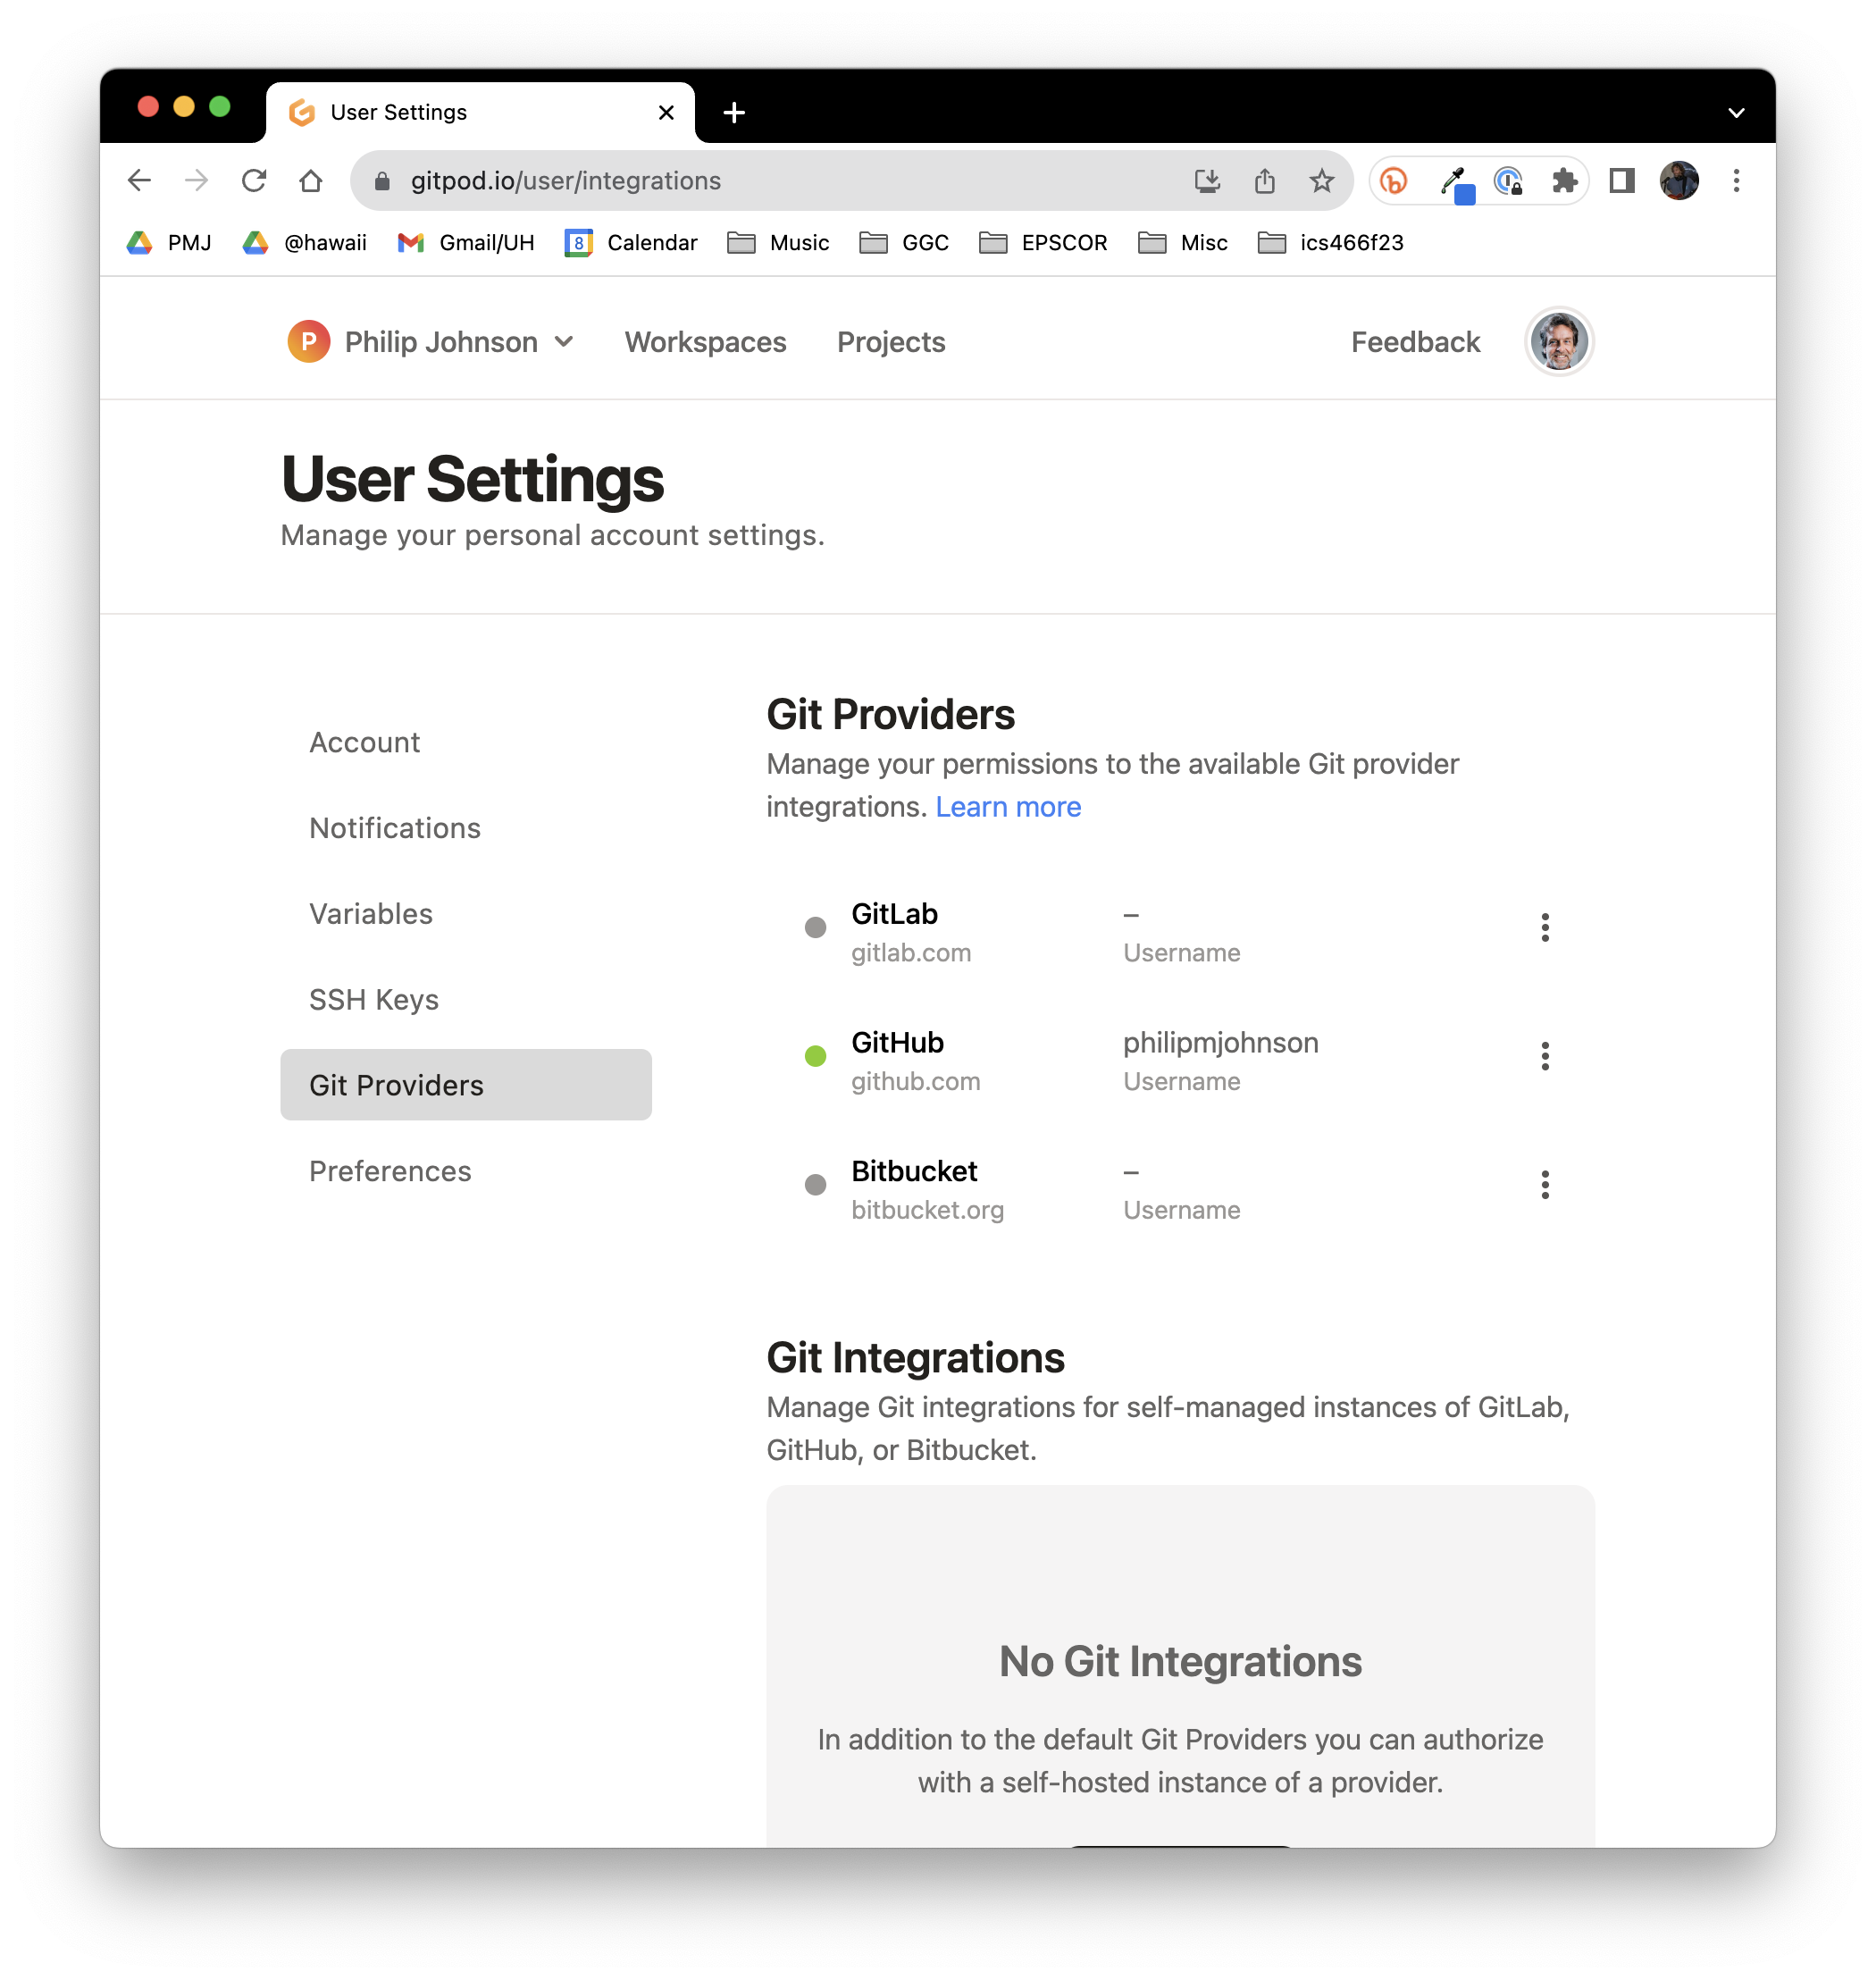 User Settings
gitpod.io/user/integrations
PMJ @hawaii Gmail/UH 8 Calendar Music GGC EPSCOR Misc ics466f23
P Philip Johnson Workspaces Projects Feedback
User Settings
Manage your personal account settings.
Account
Notifications
Variables
SSH Keys
Git Providers
Preferences
Git Providers
Manage your permissions to the available Git provider
integrations. Learn more
GitLab –
gitlab.com Username
GitHub philipmjohnson
github.com Username
Bitbucket –
bitbucket.org Username
Git Integrations
Manage Git integrations for self-managed instances of GitLab,
GitHub, or Bitbucket.
No Git Integrations
In addition to the default Git Providers you can authorize
with a self-hosted instance of a provider.